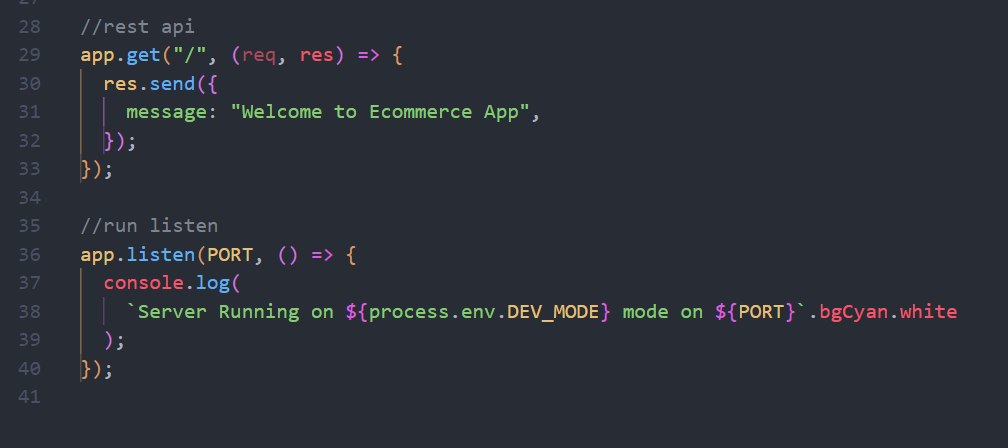 28 //rest api
29 app.get("/", (req, res) => {
30   res.send({
31     message: "Welcome to Ecommerce App",
32   });
33 });
34
35 //run listen
36 app.listen(PORT, () => {
37   console.log(
38     `Server Running on ${process.env.DEV_MODE} mode on ${PORT}`.bgCyan.white
39   );
40 });
41